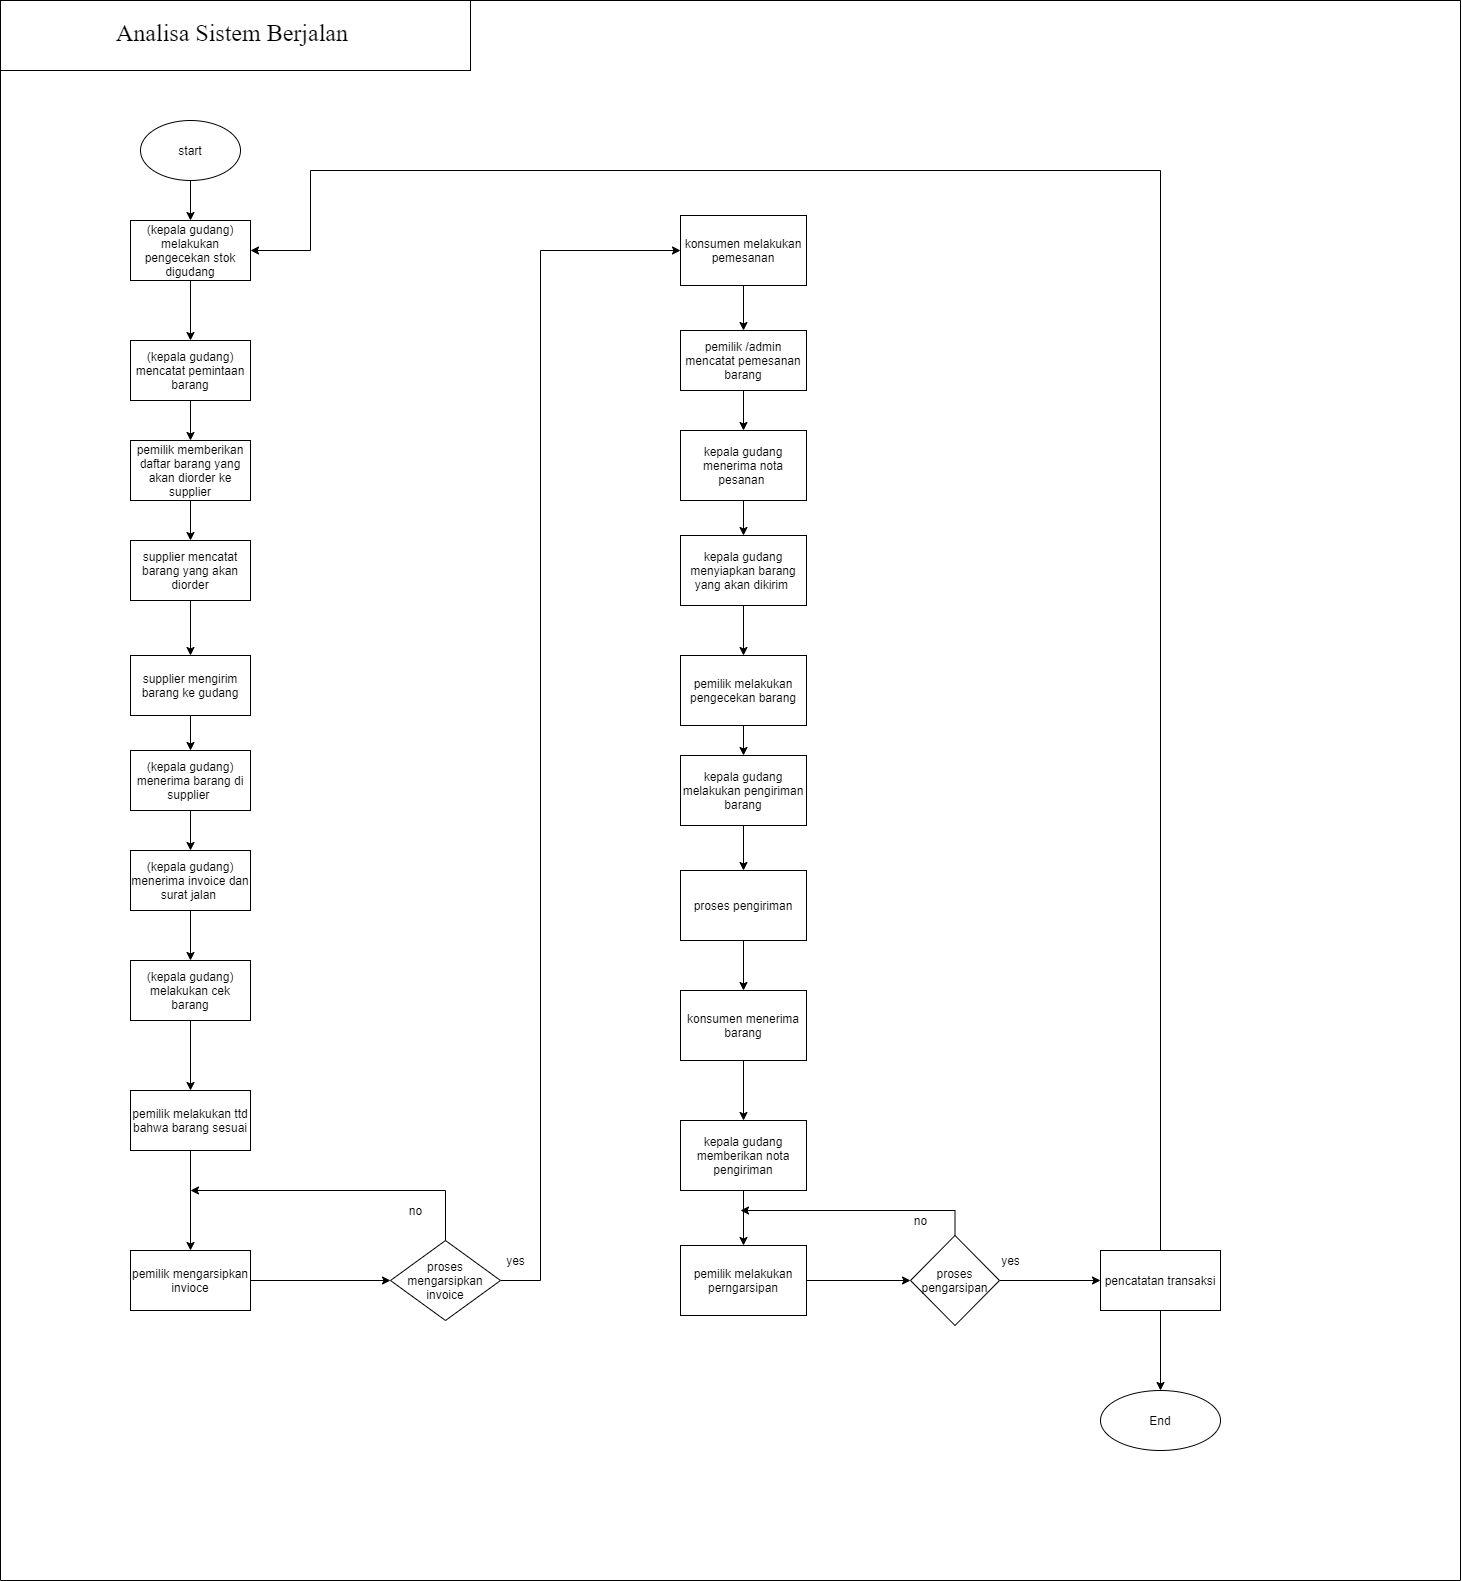 Analisa Sistem Berjalan
start
(kepala gudang)
melakukan
pengecekan stok
digudang
(kepala gudang)
mencatat pemintaan
barang
pemilik memberikan
daftar barang yang
akan diorder ke
supplier
supplier mencatat
barang yang akan
diorder
supplier mengirim
barang ke gudang
(kepala gudang)
menerima barang di
supplier
(kepala gudang)
menerima invoice dan
surat jalan
(kepala gudang)
melakukan cek
barang
pemilik melakukan ttd
bahwa barang sesuai
pemilik mengarsipkan
invioce
no
proses
mengarsipkan
invoice
yes
konsumen melakukan
pemesanan
pemilik /admin
mencatat pemesanan
barang
kepala gudang
menerima nota
pesanan
kepala gudang
menyiapkan barang
yang akan dikirim
pemilik melakukan
pengecekan barang
kepala gudang
melakukan pengiriman
barang
proses pengiriman
konsumen menerima
barang
kepala gudang
memberikan nota
pengiriman
pemilik melakukan
perngarsipan
no
proses
pengarsipan
yes
pencatatan transaksi
End